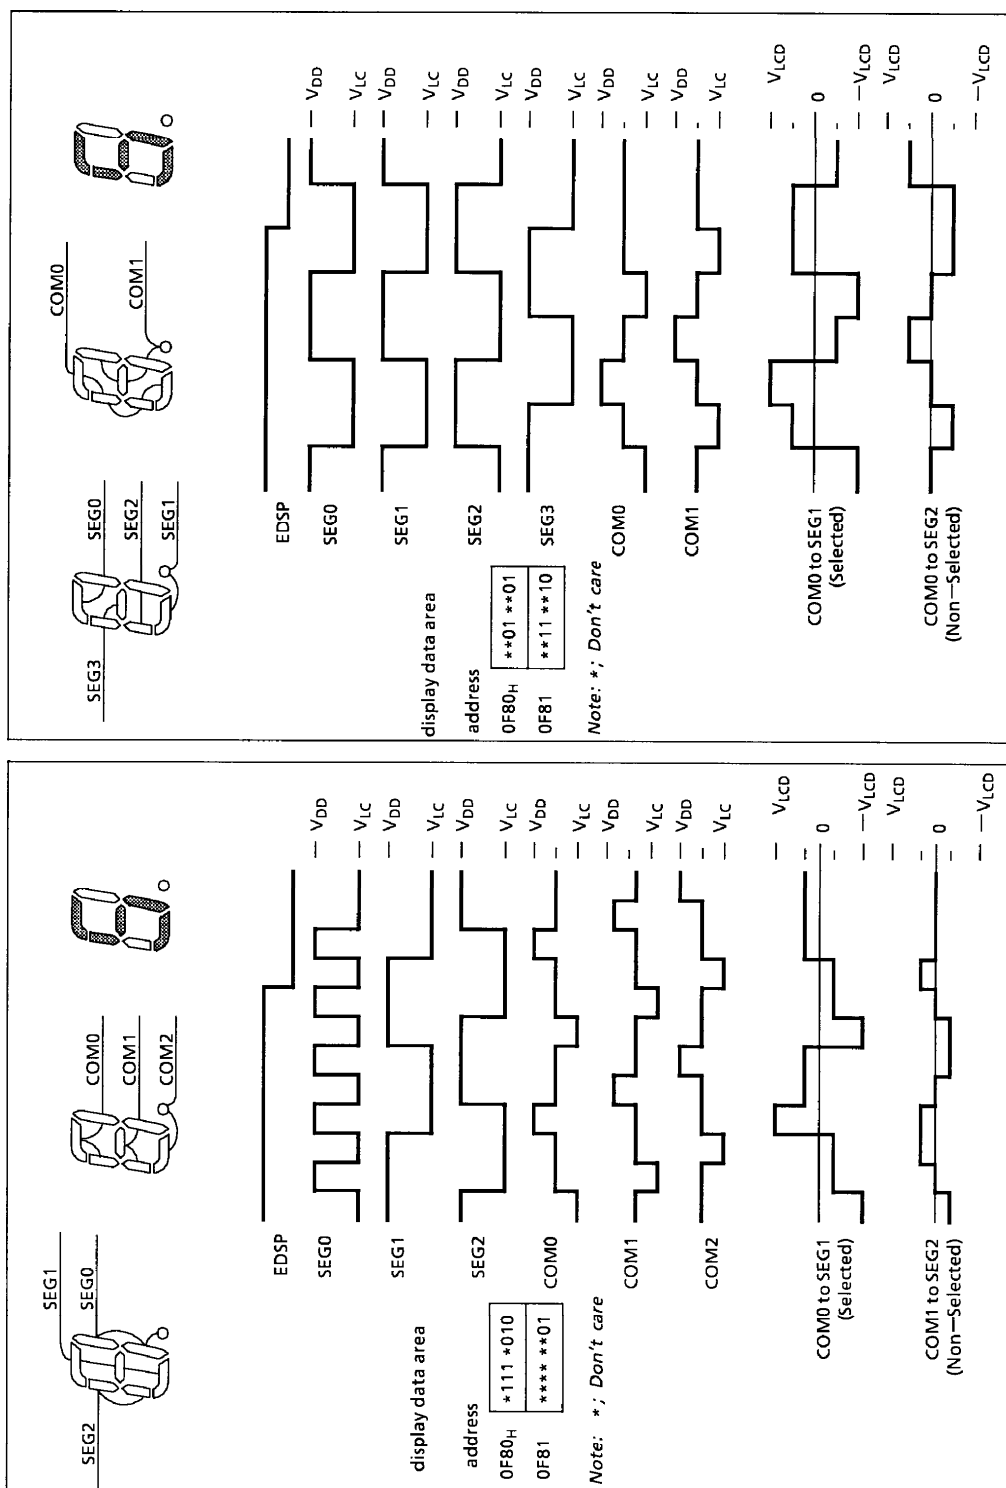 SEG3
SEG0
SEG2
SEG1
COM0
COM1
EDSP
SEG0
VDD
VLC
SEG1
VDD
VLC
SEG2
VDD
VLC
SEG3
COM0
VDD
VLC
COM1
VDD
VLC
display data area
address
0F80H **01 **01
0F81 **11 **10
Note: *; Don't care
COM0 to SEG1
(Selected)
VLCD
0
—VLCD
COM0 to SEG2
(Non—Selected)
VLCD
0
—VLCD
SEG2
SEG1
SEG0
COM0
COM1
COM2
EDSP
SEG0
VDD
VLC
SEG1
VDD
VLC
SEG2
VDD
VLC
COM0
VDD
VLC
COM1
VDD
VLC
COM2
VDD
VLC
display data area
address
0F80H *111 *010
0F81 **** **01
Note: *; Don't care
COM0 to SEG1
(Selected)
VLCD
0
—VLCD
COM1 to SEG2
(Non—Selected)
VLCD
0
—VLCD